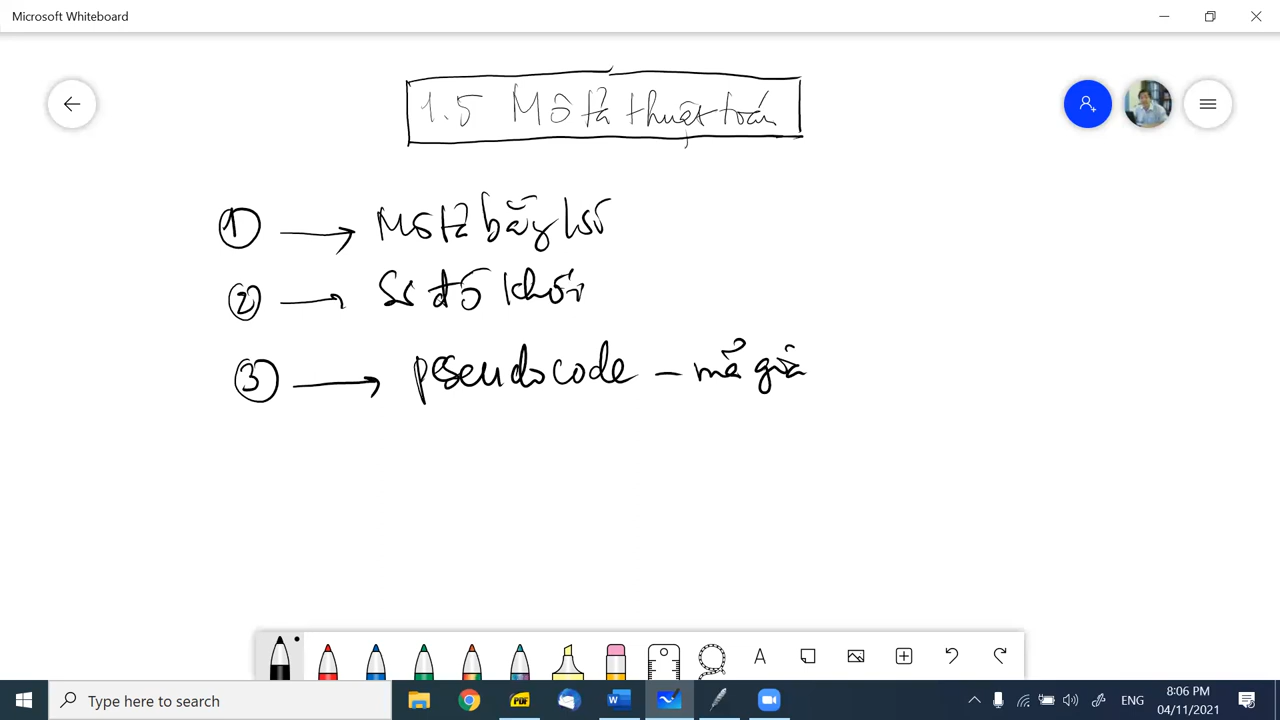 Microsoft Whiteboard
1.5 Mô tả thuật toán
① → Mô tả bằng lời
② → Sơ đồ khối
③ → pseudocode - mã giả
A
Type here to search
PDF
W
ENG
8:06 PM
04/11/2021